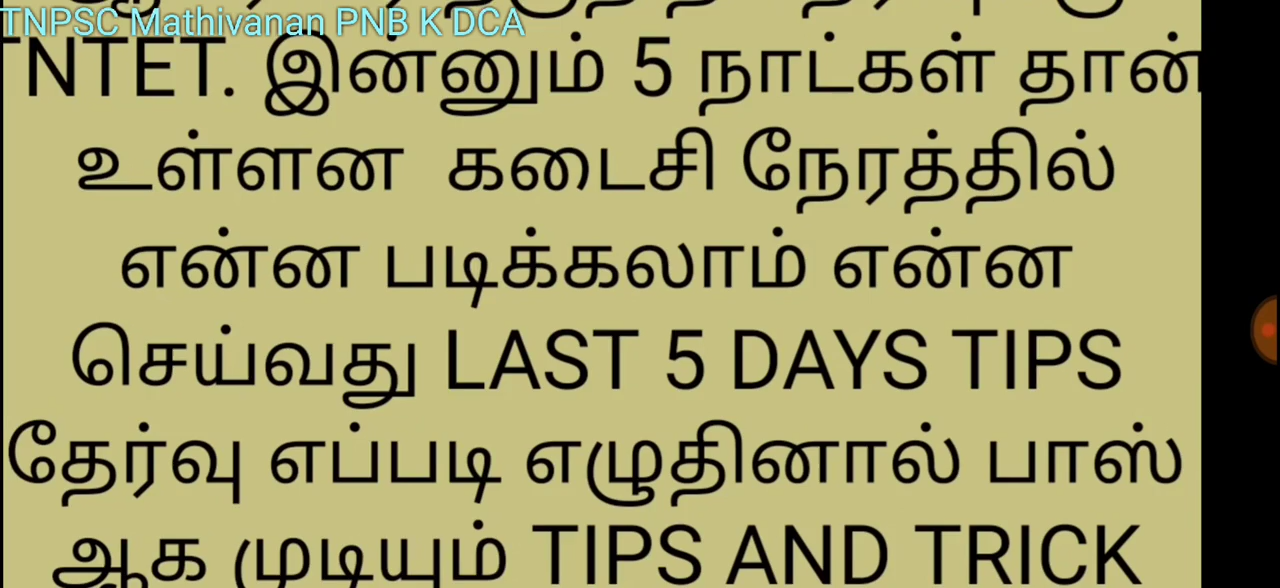 TNPSC Mathivanan PNB K DCA
TNTET. இன்னும் 5 நாட்கள் தான்
உள்ளன கடைசி நேரத்தில்
என்ன படிக்கலாம் என்ன
செய்வது LAST 5 DAYS TIPS
தேர்வு எப்படி எழுதினால் பாஸ்
ஆக முடியும் TIPS AND TRICK